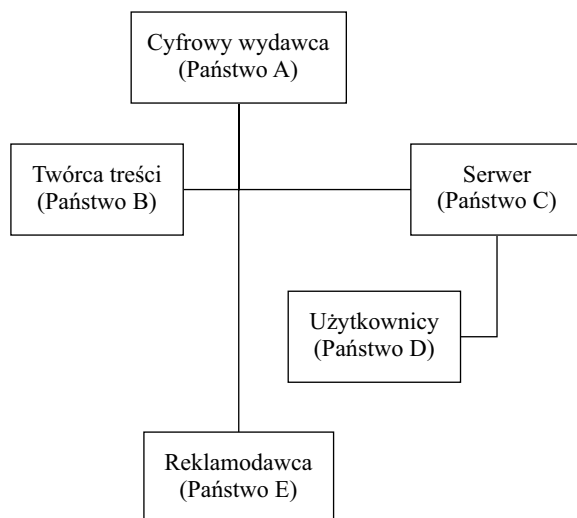 Cyfrowy wydawca
(Państwo A)
Twórca treści
(Państwo B)
Serwer
(Państwo C)
Użytkownicy
(Państwo D)
Reklamodawca
(Państwo E)